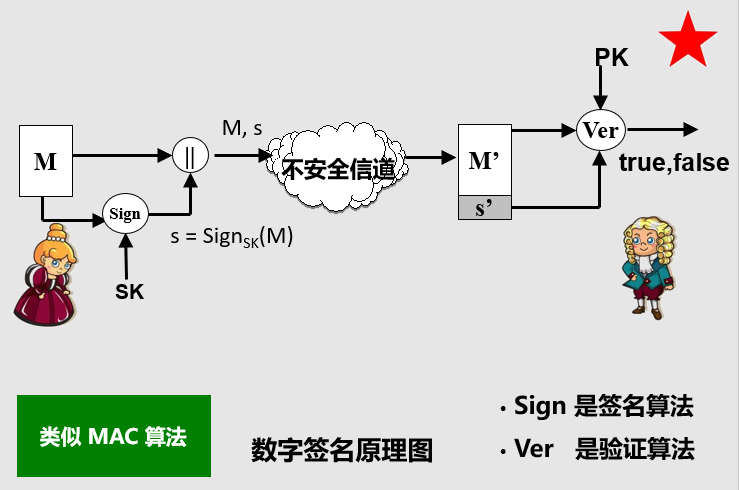 PK
M
||
M, s
不安全信道
M’
s’
Ver
true,false
Sign
s = SignSK(M)
SK
类似 MAC 算法
数字签名原理图
• Sign 是签名算法
• Ver 是验证算法